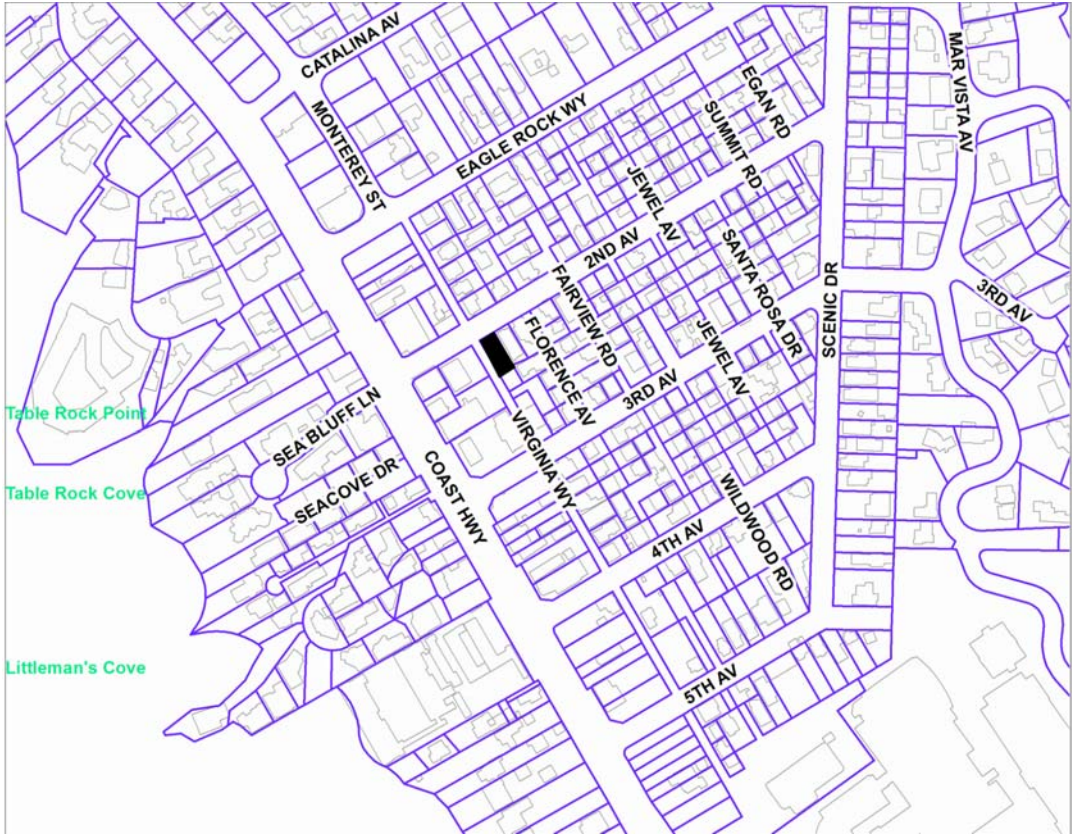 CATALINA AV
MAR VISTA AV
EGAN RD
MONTEREY ST
EAGLE ROCK WY
SUMMIT RD
JEWEL AV
2ND AV
SANTA ROSA DR
FAIRVIEW RD
3RD AV
SCENIC DR
FLORENCE AV
JEWEL AV
3RD AV
SEA BLUFF LN
Table Rock Point
VIRGINIA WY
SEACOVE DR
COAST HWY
Table Rock Cove
WILDWOOD RD
4TH AV
5TH AV
Littleman's Cove